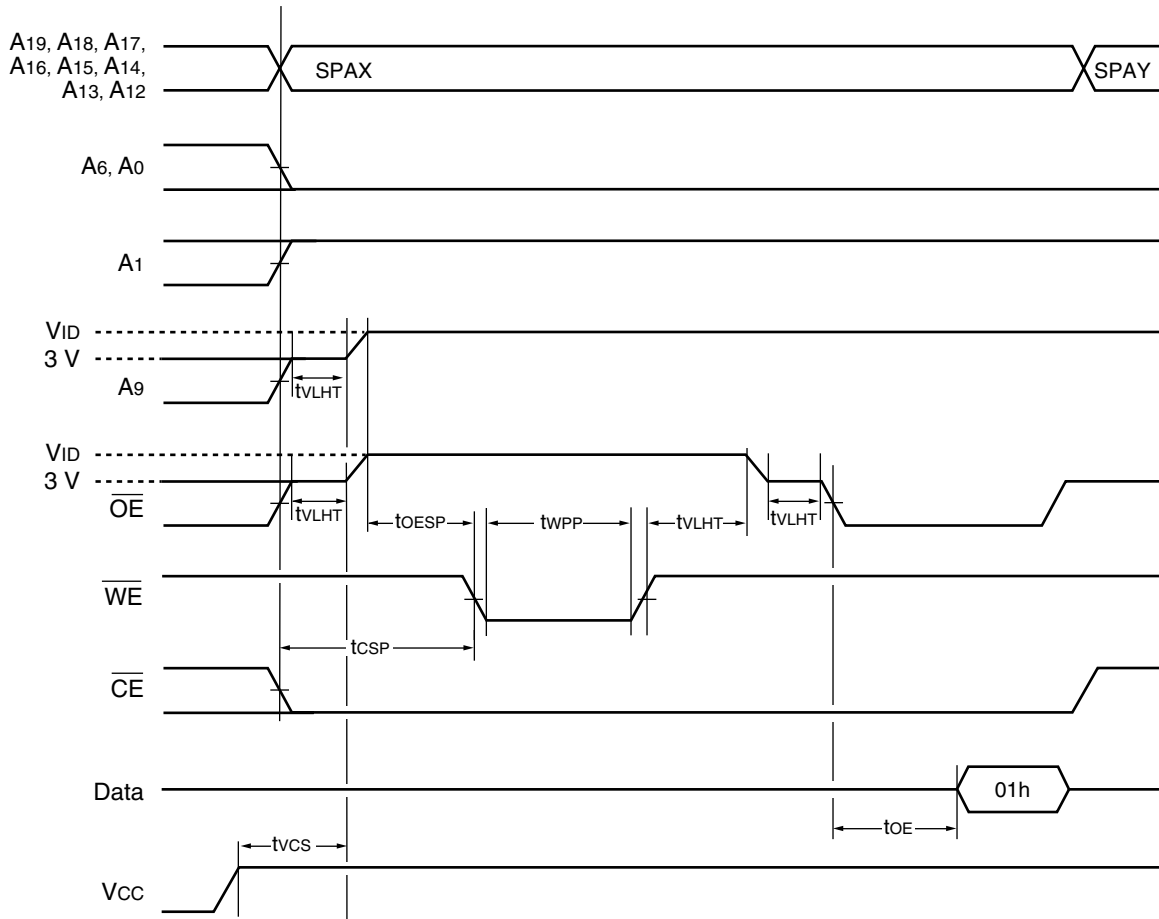 A19, A18, A17,
A16, A15, A14,
A13, A12
SPAX
SPAY
A6, A0
A1
VID
3 V
A9
tVLHT
VID
3 V
OE
tVLHT
tOESP
tWPP
tVLHT
tVLHT
WE
tCSP
CE
Data
01h
tOE
tVCS
VCC